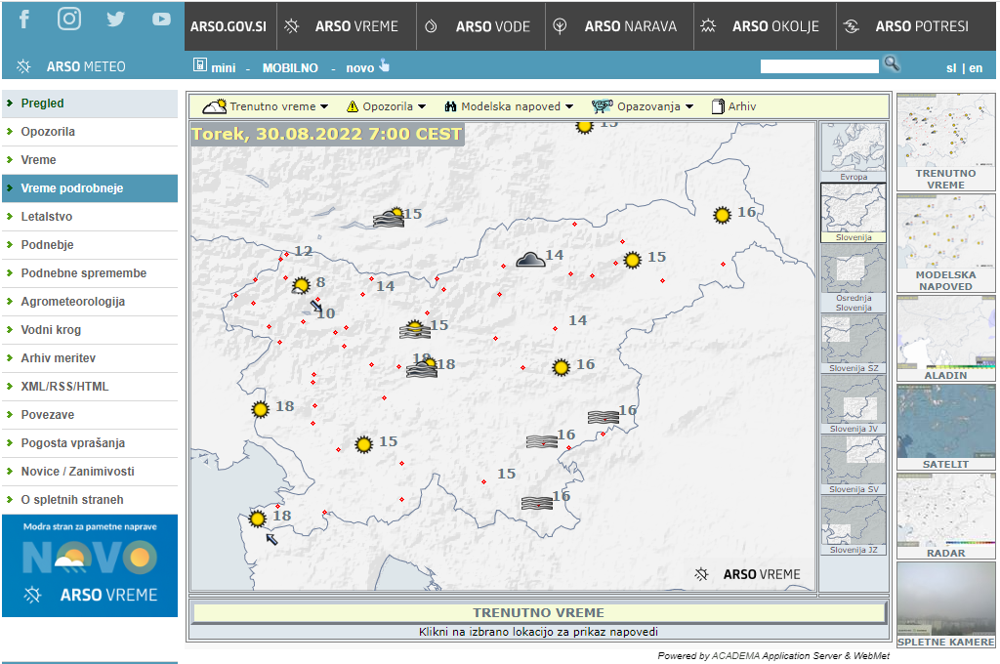 ARSO.GOV.SI
ARSO VREME
ARSO VODE
ARSO NARAVA
ARSO OKOLJE
ARSO POTRESI
ARSO METEO
mini - MOBILNO - novo
sl | en
Pregled
Opozorila
Vreme
Vreme podrobneje
Letalstvo
Podnebje
Podnebne spremembe
Agrometeorologija
Vodni krog
Arhiv meritev
XML/RSS/HTML
Povezave
Pogosta vprašanja
Novice / Zanimivosti
O spletnih straneh
Modra stran za pametne naprave
NOVO
ARSO VREME
Trenutno vreme
Opozorila
Modelska napoved
Opazovanja
Arhiv
Torek, 30.08.2022 7:00 CEST
15
15
16
12
14
15
8
14
10
14
15
18
18
16
18
16
15
16
15
16
18
ARSO VREME
Evropa
Slovenija
Osrednja
Slovenija
Slovenija SZ
Slovenija JV
Slovenija SV
Slovenija JZ
TRENUTNO VREME
Klikni na izbrano lokacijo za prikaz napovedi
Powered by ACADEMA Application Server & WebMet
TRENUTNO
VREME
MODELSKA
NAPOVED
ALADIN
SATELIT
RADAR
SPLETNE KAMERE